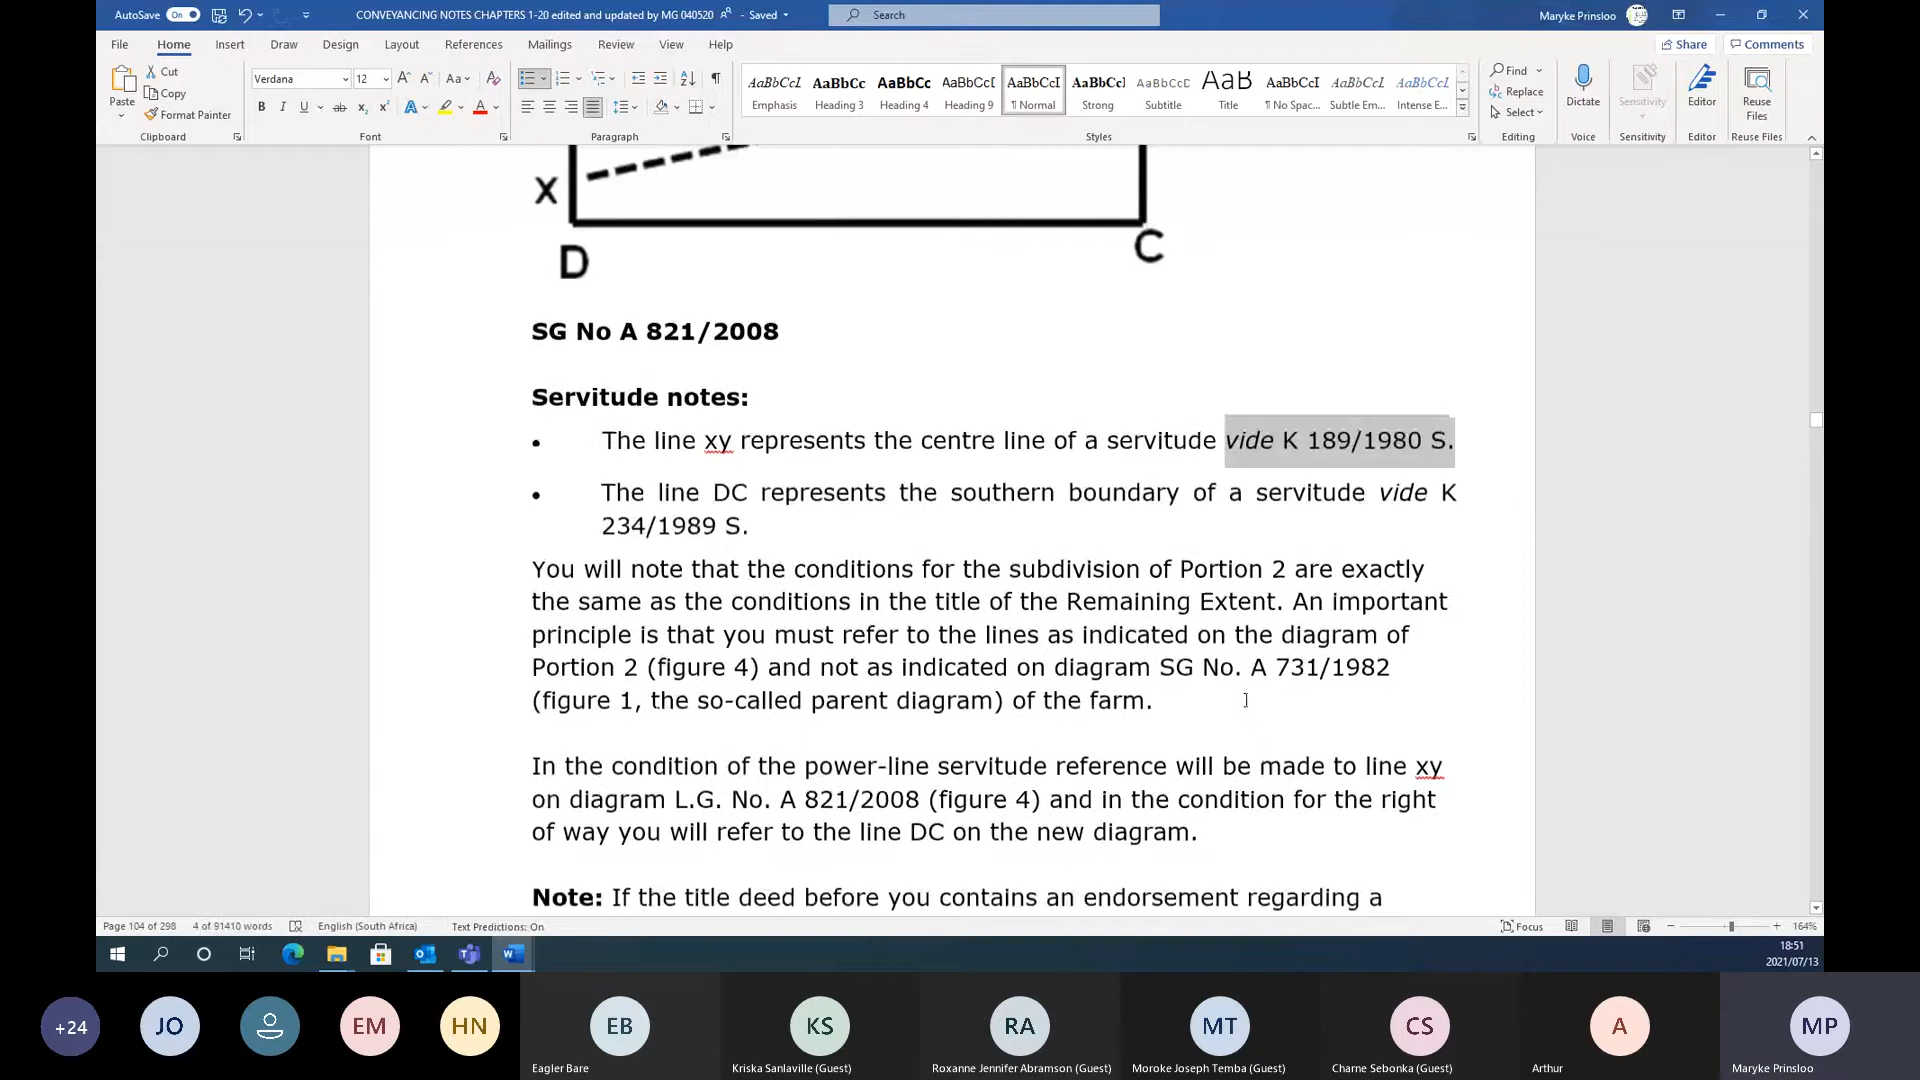 AutoSave On CONVEYANCING NOTES CHAPTERS 1-20 edited and updated by MG 040520 - Saved Search Maryke Prinsloo
File Home Insert Draw Design Layout References Mailings Review View Help Share Comments
Paste Cut Copy Format Painter
Clipboard
Verdana 12 Aa
B I U ab x₂ x² A A
Font
Paragraph
AaBbCcI Emphasis
AaBbCc Heading 3
AaBbCc Heading 4
AaBbCcD Heading 9
AaBbCcI ¶ Normal
AaBbCcI Strong
AaBbCcD Subtitle
AaB Title
AaBbCcI ¶ No Spac...
AaBbCcI Subtle Em...
AaBbCcI Intense E...
Styles
Find
Replace
Select
Editing
Dictate
Voice
Sensitivity
Sensitivity
Editor
Editor
Reuse Files
Reuse Files
X
D C
SG No A 821/2008
Servitude notes:
• The line xy represents the centre line of a servitude vide K 189/1980 S.
• The line DC represents the southern boundary of a servitude vide K
234/1989 S.
You will note that the conditions for the subdivision of Portion 2 are exactly
the same as the conditions in the title of the Remaining Extent. An important
principle is that you must refer to the lines as indicated on the diagram of
Portion 2 (figure 4) and not as indicated on diagram SG No. A 731/1982
(figure 1, the so-called parent diagram) of the farm.
In the condition of the power-line servitude reference will be made to line xy
on diagram L.G. No. A 821/2008 (figure 4) and in the condition for the right
of way you will refer to the line DC on the new diagram.
Note: If the title deed before you contains an endorsement regarding a
Page 104 of 298 4 of 91410 words English (South Africa) Text Predictions: On Focus 164%
18:51
2021/07/13
+24 JO EM HN EB KS RA MT CS A MP
Eagler Bare Kriska Sanlaville (Guest) Roxanne Jennifer Abramson (Guest) Moroke Joseph Temba (Guest) Charne Sebonka (Guest) Arthur Maryke Prinsloo